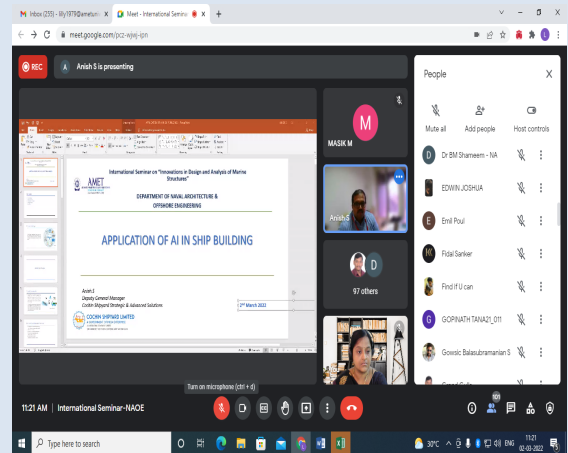 Inbox (255) - lilly1979@ametuni
Meet - International Semina
meet.google.com/pcz-wjwj-ipn
REC
A
Anish S is presenting
People
Mute all
Add people
Host controls
M
MASIK M
Anish S
D
97 others
D
Dr BM Shameem - NA
EDWIN JOSHUA
E
Emil Poul
Fidal Sanker
Find If U can
G
GOPINATH TANA21_011
Gowsic Balasubramanian S
AMET
International Seminar on "Innovations in Design and Analysis of Marine
Structures"
DEPARTMENT OF NAVAL ARCHITECTURE &
OFFSHORE ENGINEERING
APPLICATION OF AI IN SHIP BUILDING
Anish S
Deputy General Manager
Cochin Shipyard Strategic & Advanced Solutions
2nd March 2022
COCHIN SHIPYARD LIMITED
Turn on microphone (ctrl + d)
11:21 AM | International Seminar-NAOE
101
Type here to search
30°C
ENG
11:21
02-03-2022